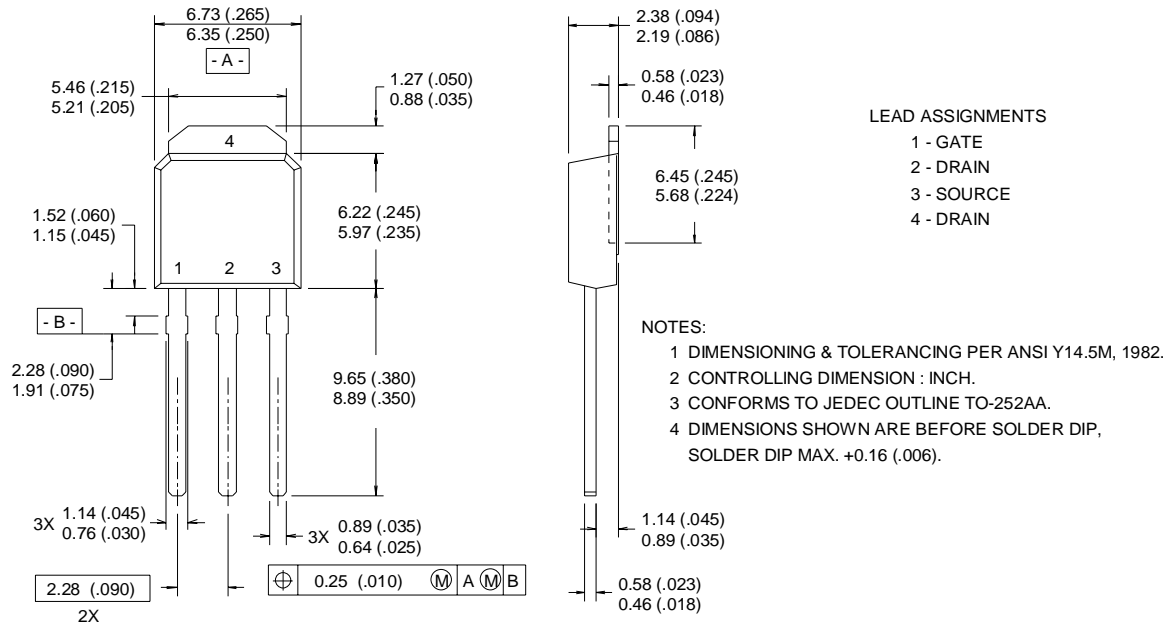 6.73 (.265)
6.35 (.250)
- A -
5.46 (.215)
5.21 (.205)
1.27 (.050)
0.88 (.035)
4
1.52 (.060)
1.15 (.045)
6.22 (.245)
5.97 (.235)
1
2
3
- B -
2.28 (.090)
1.91 (.075)
9.65 (.380)
8.89 (.350)
3X
1.14 (.045)
0.76 (.030)
3X
0.89 (.035)
0.64 (.025)
2.28 (.090)
2X
⌖ 0.25 (.010) Ⓜ A Ⓜ B
2.38 (.094)
2.19 (.086)
0.58 (.023)
0.46 (.018)
6.45 (.245)
5.68 (.224)
1.14 (.045)
0.89 (.035)
0.58 (.023)
0.46 (.018)
LEAD ASSIGNMENTS
1 - GATE
2 - DRAIN
3 - SOURCE
4 - DRAIN
NOTES:
1 DIMENSIONING & TOLERANCING PER ANSI Y14.5M, 1982.
2 CONTROLLING DIMENSION : INCH.
3 CONFORMS TO JEDEC OUTLINE TO-252AA.
4 DIMENSIONS SHOWN ARE BEFORE SOLDER DIP,
SOLDER DIP MAX. +0.16 (.006).